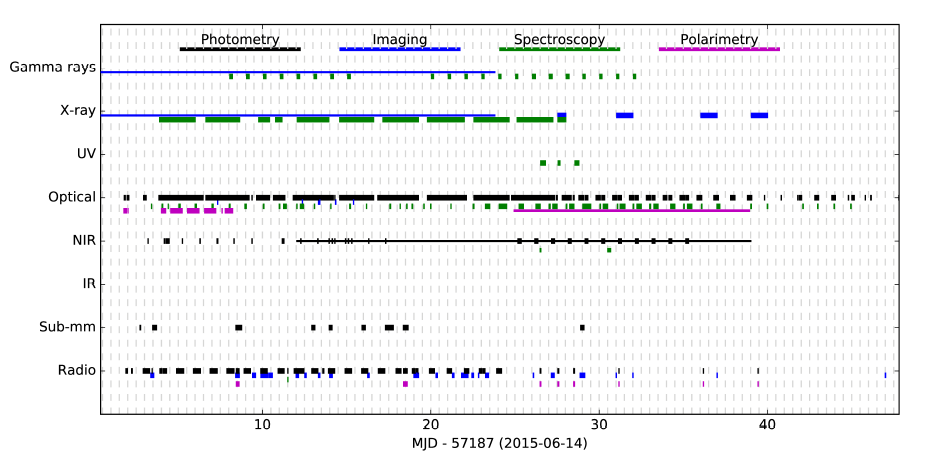 Photometry Imaging Spectroscopy Polarimetry
Gamma rays
X-ray
UV
Optical
NIR
IR
Sub-mm
Radio
10 20 30 40
MJD - 57187 (2015-06-14)